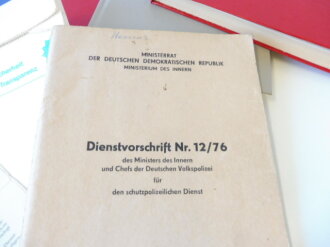 MINISTERRAT
DER DEUTSCHEN DEMOKRATISCHEN REPUBLIK
MINISTERIUM DES INNERN
Dienstvorschrift Nr. 12/76
des Ministers des Innern
und Chefs der Deutschen Volkspolizei
für
den schutzpolizeilichen Dienst